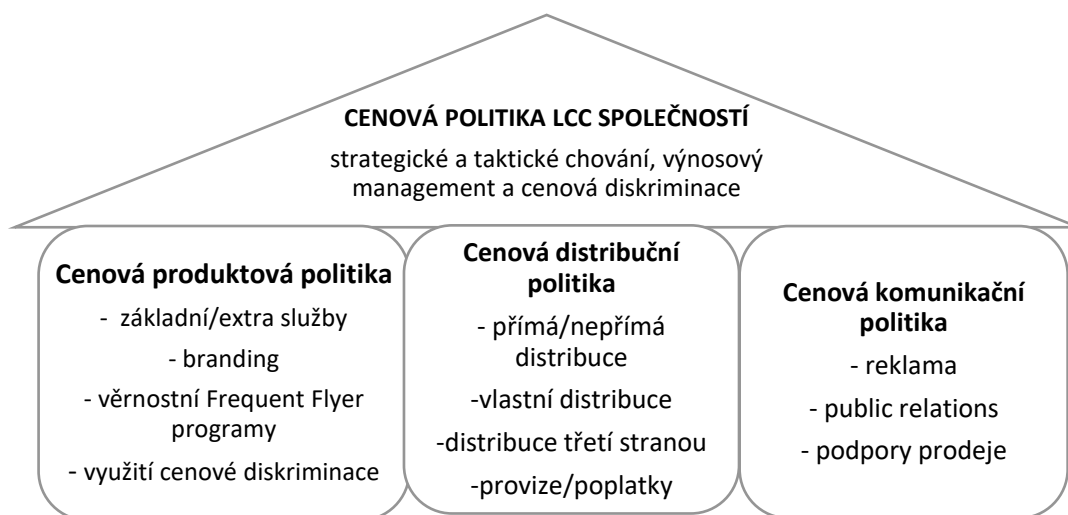 CENOVÁ POLITIKA LCC SPOLEČNOSTÍ
strategické a taktické chování, výnosový
management a cenová diskriminace
Cenová produktová politika
- základní/extra služby
- branding
- věrnostní Frequent Flyer
programy
- využití cenové diskriminace
Cenová distribuční
politika
- přímá/nepřímá
distribuce
-vlastní distribuce
-distribuce třetí stranou
-provize/poplatky
Cenová komunikační
politika
- reklama
- public relations
- podpory prodeje